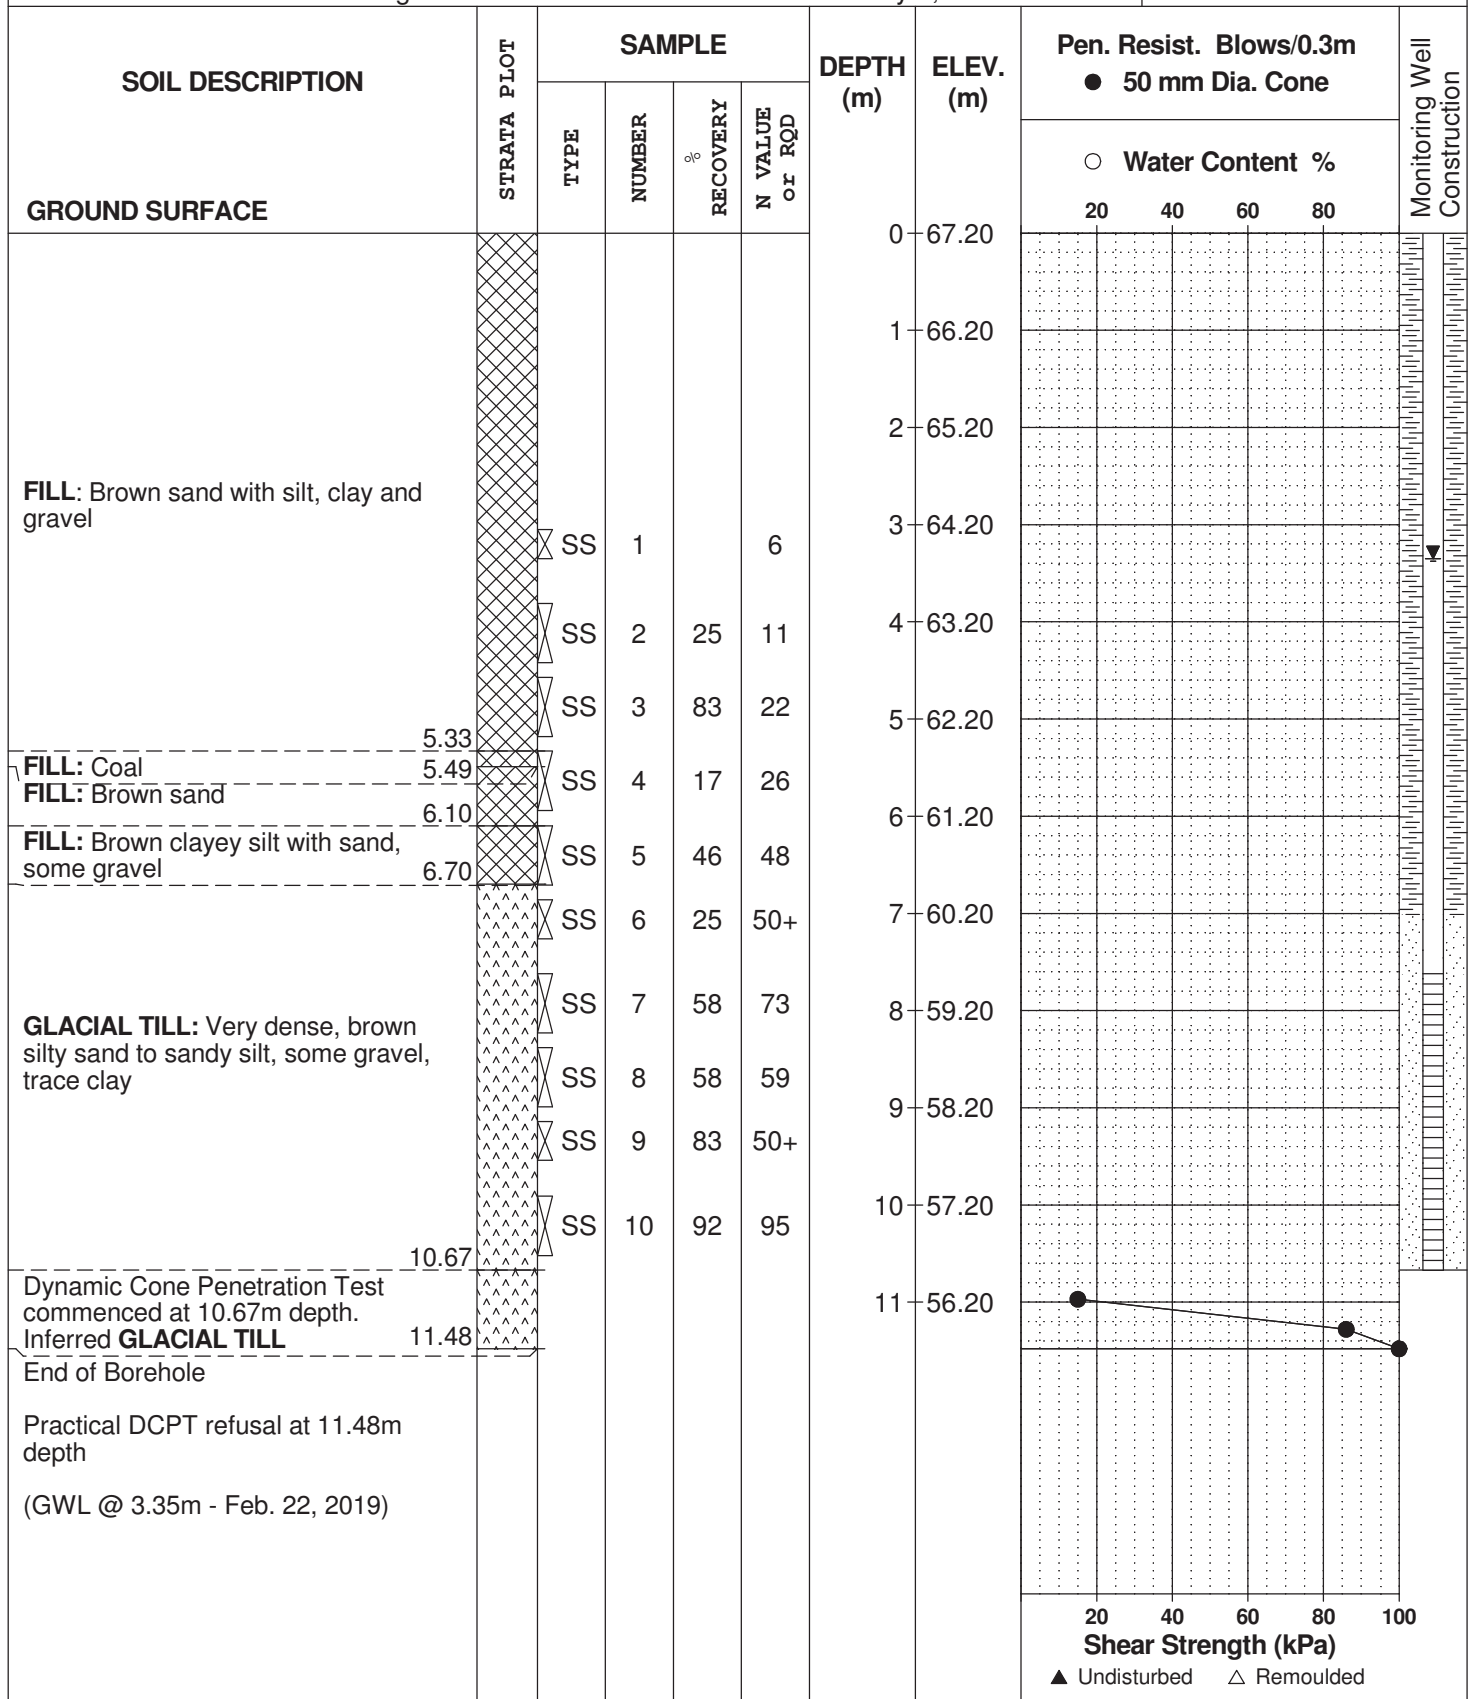 SOIL DESCRIPTION
GROUND SURFACE
STRATA PLOT
SAMPLE
TYPE
NUMBER
% RECOVERY
N VALUE or RQD
DEPTH (m)
ELEV. (m)
Pen. Resist. Blows/0.3m
● 50 mm Dia. Cone
○ Water Content %
20 40 60 80
Monitoring Well Construction
0 67.20
1 66.20
2 65.20
FILL: Brown sand with silt, clay and
gravel
3 64.20
SS 1 6
4 63.20
SS 2 25 11
SS 3 83 22
5 62.20
5.33
FILL: Coal 5.49
SS 4 17 26
FILL: Brown sand
6.10
6 61.20
FILL: Brown clayey silt with sand,
some gravel 6.70
SS 5 46 48
SS 6 25 50+
7 60.20
SS 7 58 73
8 59.20
GLACIAL TILL: Very dense, brown
silty sand to sandy silt, some gravel,
trace clay
SS 8 58 59
9 58.20
SS 9 83 50+
10 57.20
SS 10 92 95
10.67
Dynamic Cone Penetration Test
commenced at 10.67m depth.
Inferred GLACIAL TILL 11.48
11 56.20
End of Borehole
Practical DCPT refusal at 11.48m
depth
(GWL @ 3.35m - Feb. 22, 2019)
20 40 60 80 100
Shear Strength (kPa)
▲ Undisturbed △ Remoulded